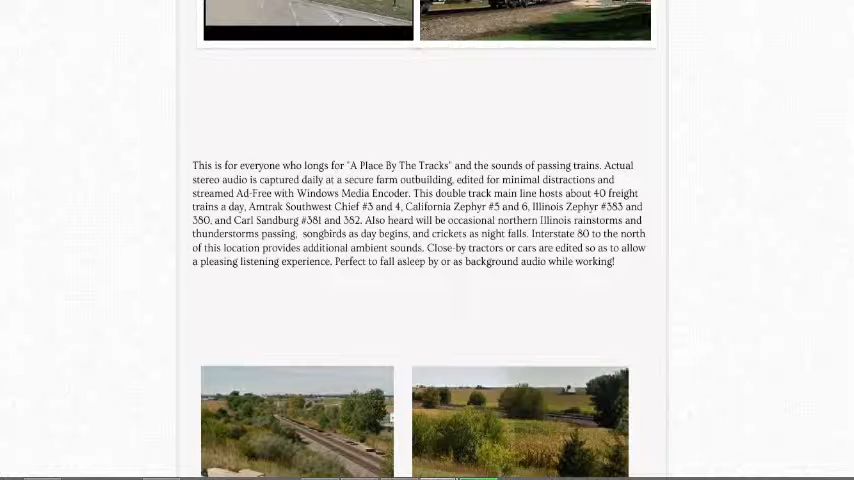 This is for everyone who longs for "A Place By The Tracks" and the sounds of passing trains. Actual
stereo audio is captured daily at a secure farm outbuilding, edited for minimal distractions and
streamed Ad-Free with Windows Media Encoder. This double track main line hosts about 40 freight
trains a day, Amtrak Southwest Chief #3 and 4, California Zephyr #5 and 6, Illinois Zephyr #383 and
380, and Carl Sandburg #381 and 382. Also heard will be occasional northern Illinois rainstorms and
thunderstorms passing, songbirds as day begins, and crickets as night falls. Interstate 80 to the north
of this location provides additional ambient sounds. Close-by tractors or cars are edited so as to allow
a pleasing listening experience. Perfect to fall asleep by or as background audio while working!